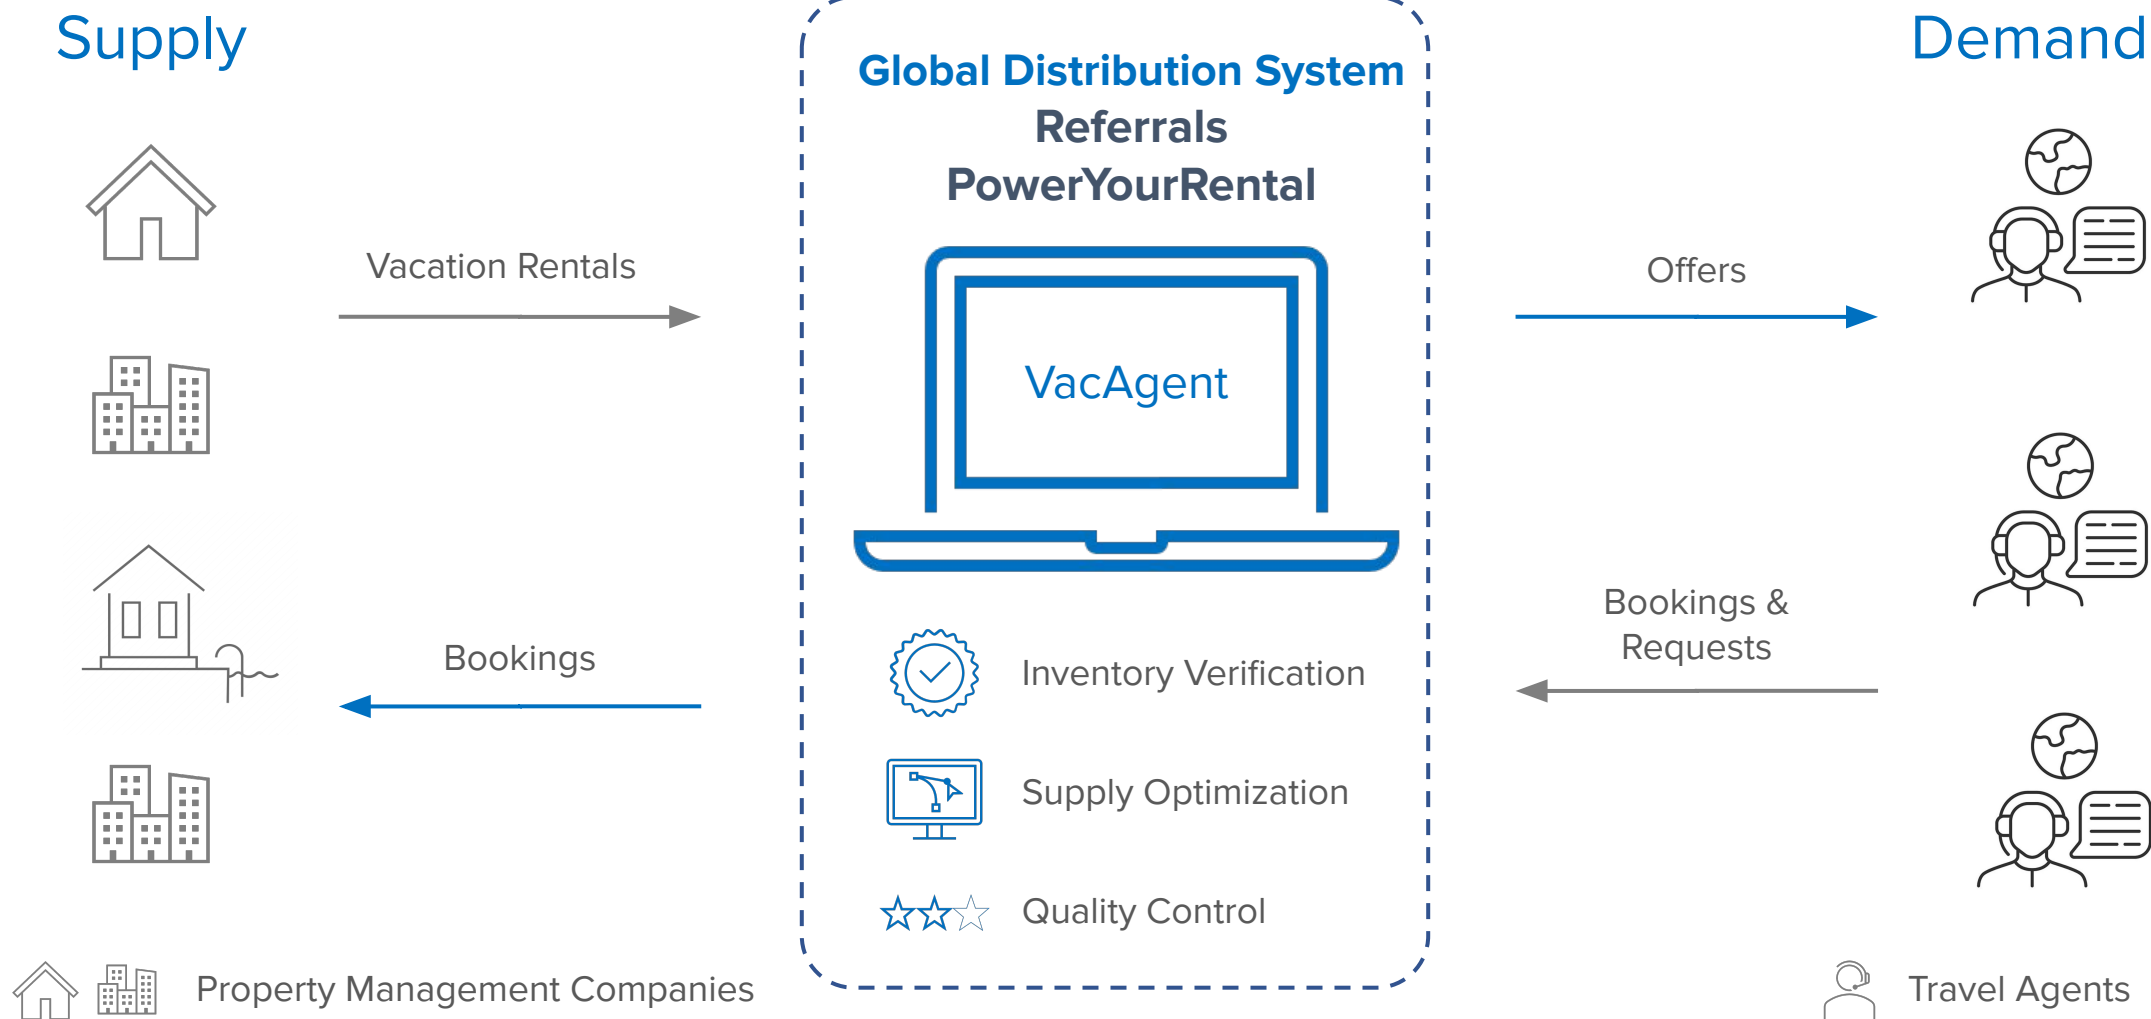 Supply
Global Distribution System
Referrals
PowerYourRental
Demand
Vacation Rentals
VacAgent
Offers
Bookings
Bookings &
Requests
Inventory Verification
Supply Optimization
Quality Control
Property Management Companies
Travel Agents